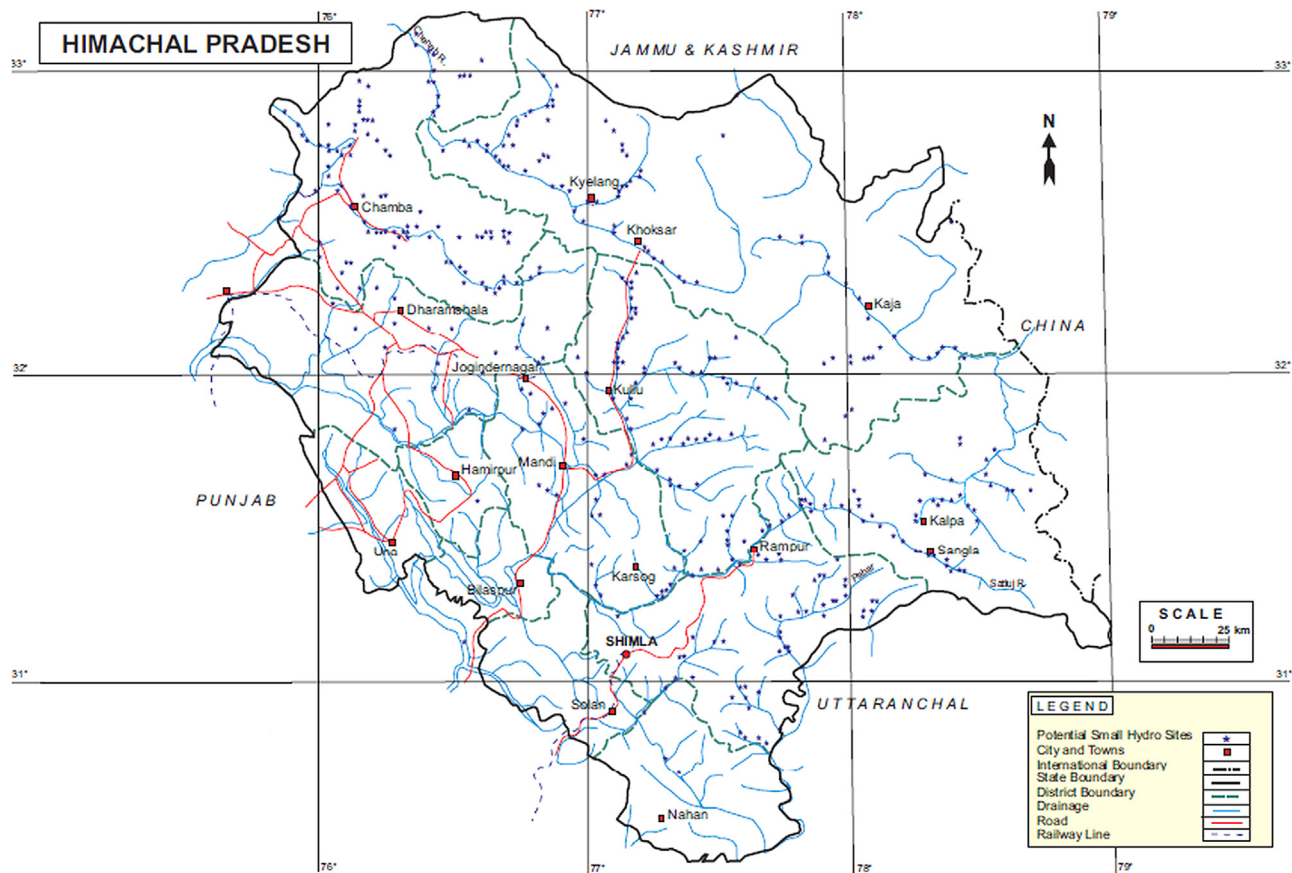 HIMACHAL PRADESH
76°
77°
78°
79°
33°
33°
JAMMU & KASHMIR
Chenab R.
N
Kyelang
Chamba
Khoksar
Kaja
Dharamshala
CHINA
32°
32°
Jogindernagar
Kullu
Mandi
Hamirpur
PUNJAB
Kalpa
Una
Rampur
Sangla
Karsog
Pabar
Satluj R.
Bilaspur
SCALE
0 25 km
SHIMLA
31°
31°
UTTARANCHAL
Solan
LEGEND
Potential Small Hydro Sites
City and Towns
International Boundary
State Boundary
District Boundary
Drainage
Road
Railway Line
Nahan
76°
77°
78°
79°